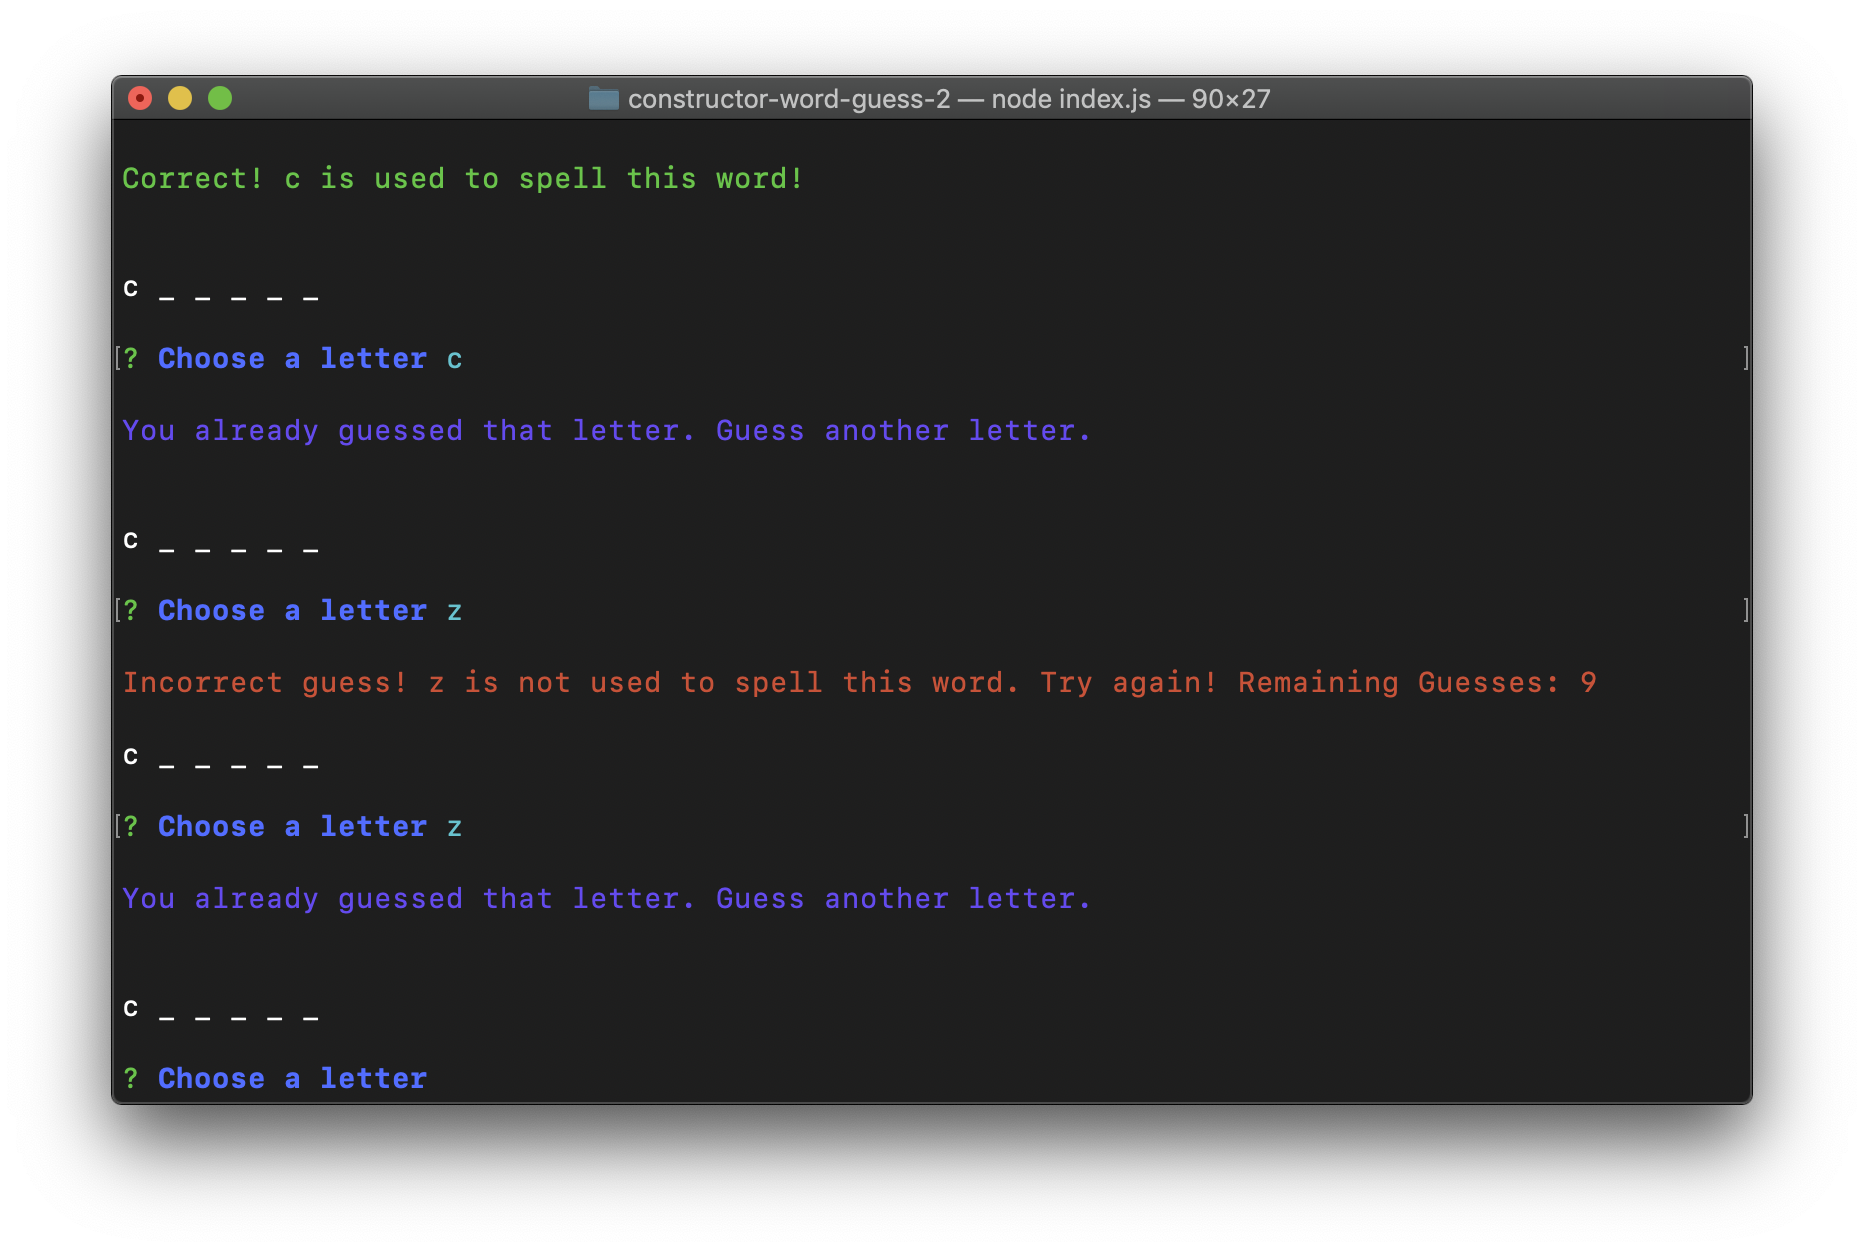 constructor-word-guess-2 — node index.js — 90×27
Correct! c is used to spell this word!
c _ _ _ _ _
[? Choose a letter c ]
You already guessed that letter. Guess another letter.
c _ _ _ _ _
[? Choose a letter z ]
Incorrect guess! z is not used to spell this word. Try again! Remaining Guesses: 9
c _ _ _ _ _
[? Choose a letter z ]
You already guessed that letter. Guess another letter.
c _ _ _ _ _
? Choose a letter